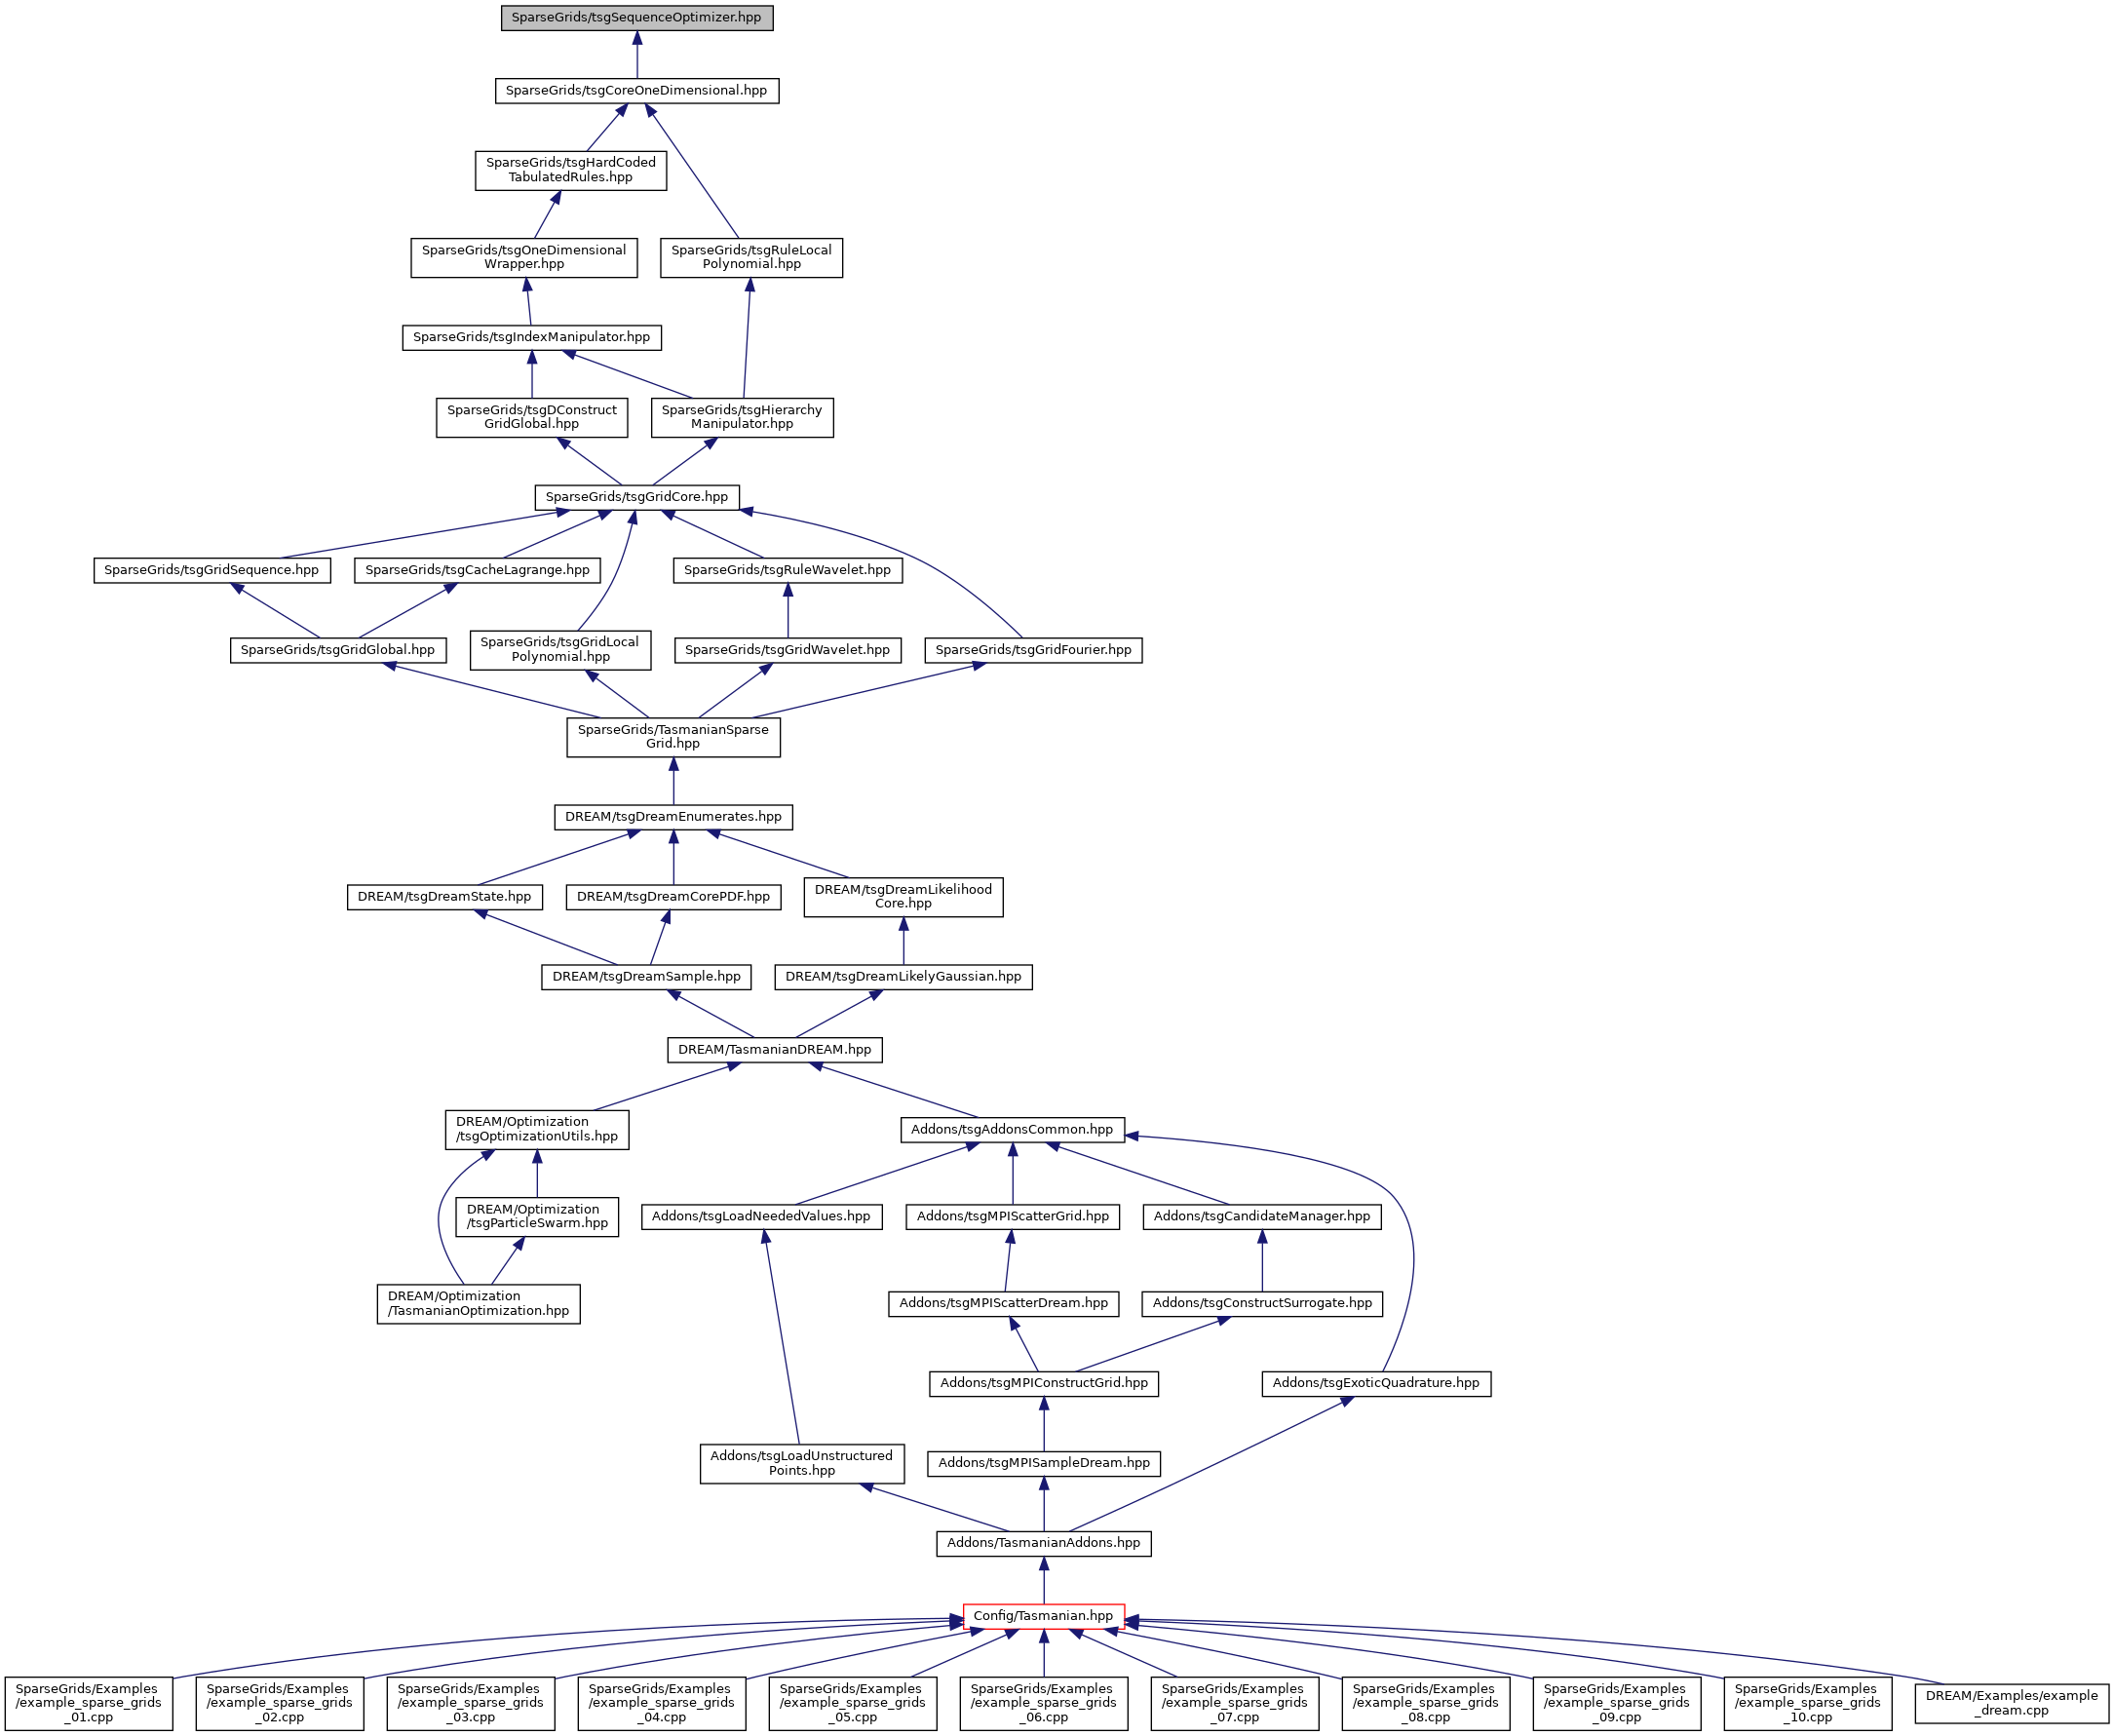 SparseGrids/tsgSequenceOptimizer.hpp
SparseGrids/tsgCoreOneDimensional.hpp
SparseGrids/tsgHardCoded
TabulatedRules.hpp
SparseGrids/tsgOneDimensional
Wrapper.hpp
SparseGrids/tsgRuleLocal
Polynomial.hpp
SparseGrids/tsgIndexManipulator.hpp
SparseGrids/tsgDConstruct
GridGlobal.hpp
SparseGrids/tsgHierarchy
Manipulator.hpp
SparseGrids/tsgGridCore.hpp
SparseGrids/tsgGridSequence.hpp
SparseGrids/tsgCacheLagrange.hpp
SparseGrids/tsgRuleWavelet.hpp
SparseGrids/tsgGridGlobal.hpp
SparseGrids/tsgGridLocal
Polynomial.hpp
SparseGrids/tsgGridWavelet.hpp
SparseGrids/tsgGridFourier.hpp
SparseGrids/TasmanianSparse
Grid.hpp
DREAM/tsgDreamEnumerates.hpp
DREAM/tsgDreamState.hpp
DREAM/tsgDreamCorePDF.hpp
DREAM/tsgDreamLikelihood
Core.hpp
DREAM/tsgDreamSample.hpp
DREAM/tsgDreamLikelyGaussian.hpp
DREAM/TasmanianDREAM.hpp
DREAM/Optimization
/tsgOptimizationUtils.hpp
Addons/tsgAddonsCommon.hpp
DREAM/Optimization
/tsgParticleSwarm.hpp
Addons/tsgLoadNeededValues.hpp
Addons/tsgMPIScatterGrid.hpp
Addons/tsgCandidateManager.hpp
DREAM/Optimization
/TasmanianOptimization.hpp
Addons/tsgMPIScatterDream.hpp
Addons/tsgConstructSurrogate.hpp
Addons/tsgMPIConstructGrid.hpp
Addons/tsgExoticQuadrature.hpp
Addons/tsgLoadUnstructured
Points.hpp
Addons/tsgMPISampleDream.hpp
Addons/TasmanianAddons.hpp
Config/Tasmanian.hpp
SparseGrids/Examples
/example_sparse_grids
_01.cpp
SparseGrids/Examples
/example_sparse_grids
_02.cpp
SparseGrids/Examples
/example_sparse_grids
_03.cpp
SparseGrids/Examples
/example_sparse_grids
_04.cpp
SparseGrids/Examples
/example_sparse_grids
_05.cpp
SparseGrids/Examples
/example_sparse_grids
_06.cpp
SparseGrids/Examples
/example_sparse_grids
_07.cpp
SparseGrids/Examples
/example_sparse_grids
_08.cpp
SparseGrids/Examples
/example_sparse_grids
_09.cpp
SparseGrids/Examples
/example_sparse_grids
_10.cpp
DREAM/Examples/example
_dream.cpp